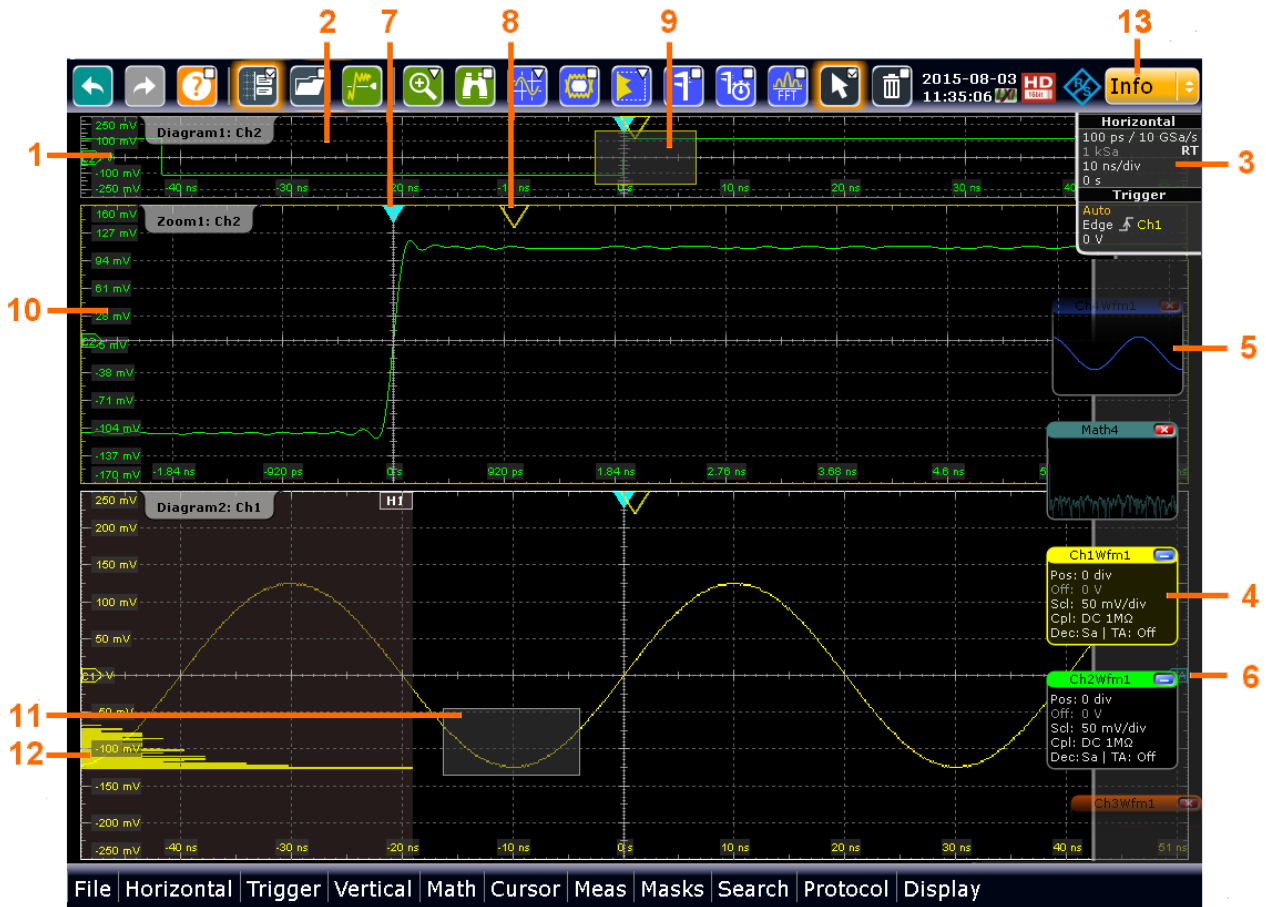 2 7 8 9 13
2015-08-03
11:35:06
HD
16bit
R&S
Info
FFT
Diagram1: Ch2
250 mV
100 mV
-100 mV
-250 mV
-40 ns -30 ns -20 ns 0 s 10 ns 20 ns 30 ns
1
Horizontal
100 ps / 10 GSa/s
1 kSa RT
10 ns/div
0 s
3
Trigger
Auto
Edge Ch1
0 V
Zoom1: Ch2
160 mV
127 mV
94 mV
61 mV
28 mV
-5 mV
-38 mV
-71 mV
-104 mV
-137 mV
-170 mV
-1.84 ns -920 ps 0 s 920 ps 1.84 ns 2.76 ns 3.68 ns 4.6 ns
10
Ch4Wfm1
5
Math4
Diagram2: Ch1
H1
250 mV
200 mV
150 mV
100 mV
50 mV
C1 V
-50 mV
-100 mV
-150 mV
-200 mV
-250 mV
-40 ns -30 ns -20 ns -10 ns 0 s 10 ns 20 ns 30 ns 40 ns 51 ns
Ch1Wfm1
Pos: 0 div
Off: 0 V
Scl: 50 mV/div
Cpl: DC 1MΩ
Dec: Sa | TA: Off
4
6
Ch2Wfm1
Pos: 0 div
Off: 0 V
Scl: 50 mV/div
Cpl: DC 1MΩ
Dec: Sa | TA: Off
11
12
Ch3Wfm1
File Horizontal Trigger Vertical Math Cursor Meas Masks Search Protocol Display